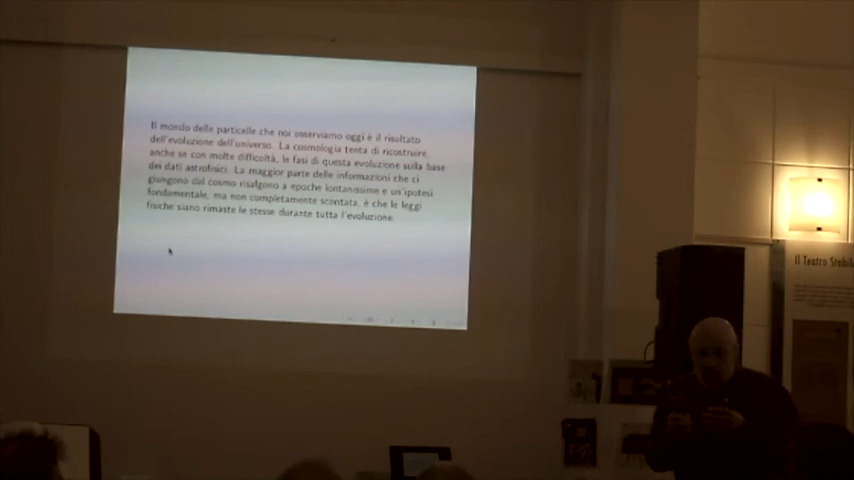 Il mondo delle particelle che noi osserviamo oggi è il risultato
dell'evoluzione dell'universo. La cosmologia tenta di ricostruire,
anche se con molte difficoltà, le fasi di questa evoluzione sulla base
dei dati astrofisici. La maggior parte delle informazioni che ci
giungono dal cosmo risalgono a epoche lontanissime e un'ipotesi
fondamentale, ma non completamente scontata, è che le leggi
fisiche siano rimaste le stesse durante tutta l'evoluzione.
Il Teatro